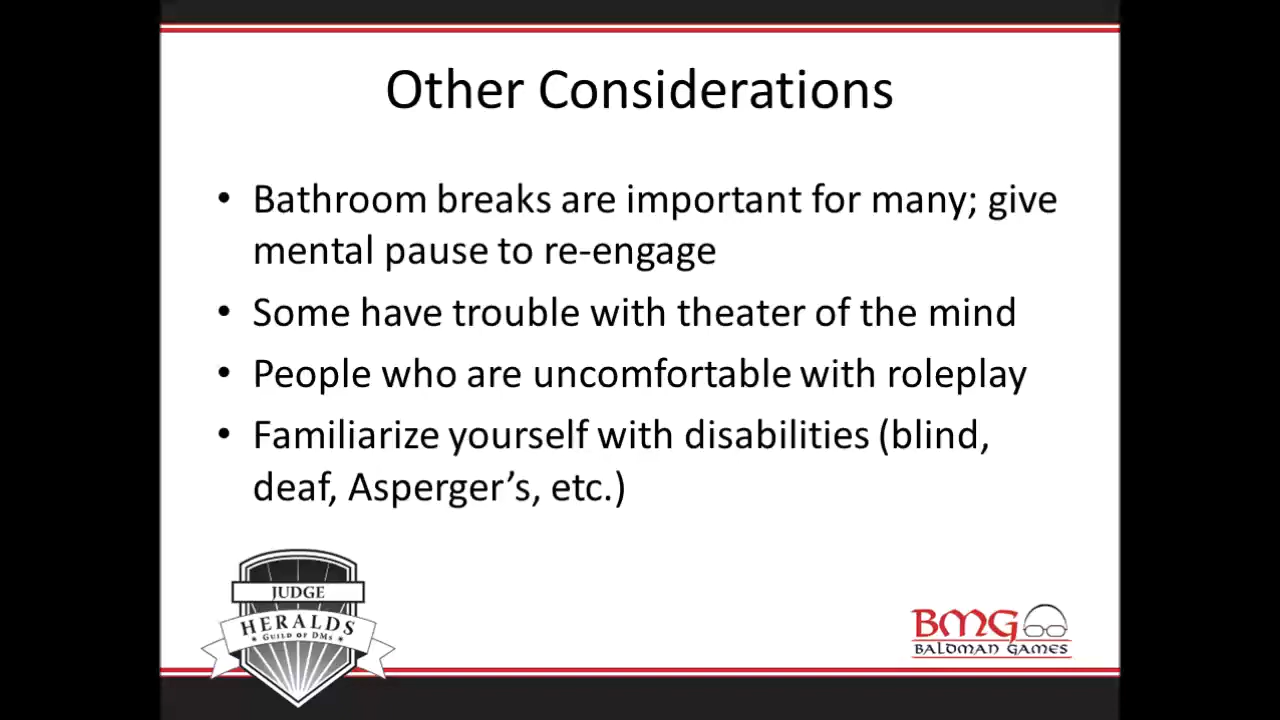 Other Considerations
• Bathroom breaks are important for many; give
mental pause to re-engage
• Some have trouble with theater of the mind
• People who are uncomfortable with roleplay
• Familiarize yourself with disabilities (blind,
deaf, Asperger’s, etc.)
JUDGE
HERALDS
GUILD OF DMs
BMG
BALDMAN GAMES